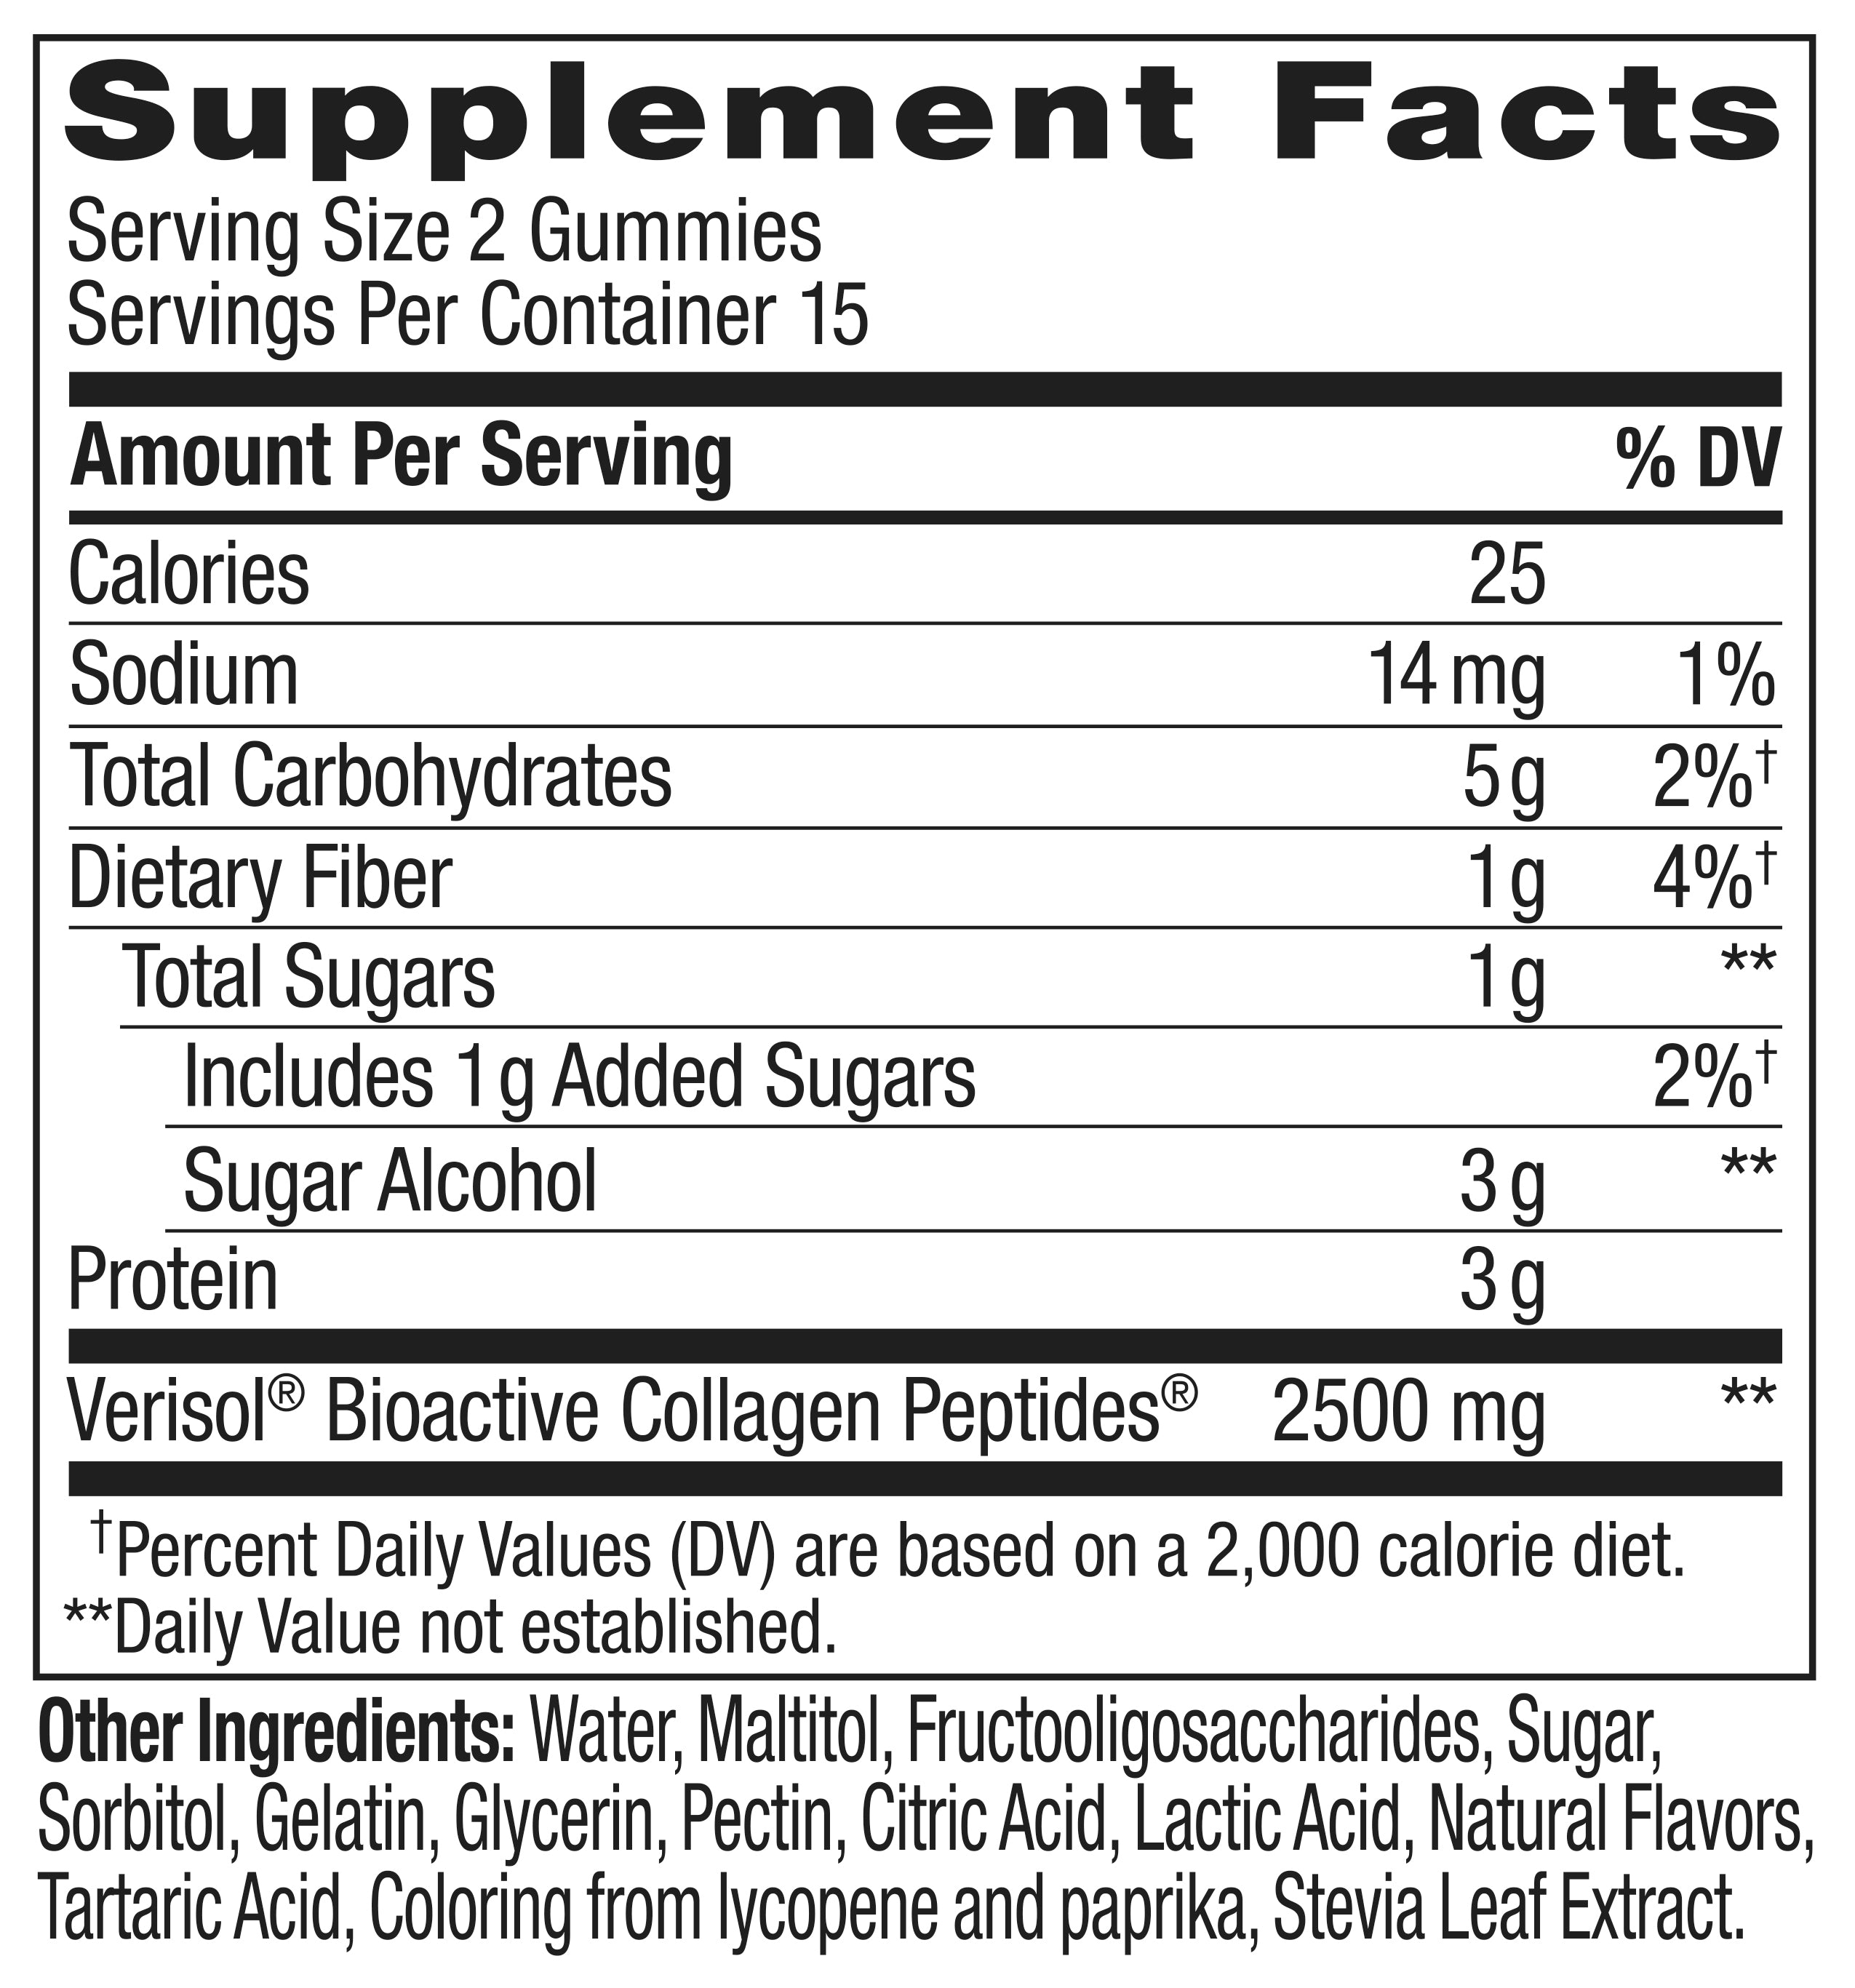 Supplement Facts
Serving Size 2 Gummies
Servings Per Container 15
Amount Per Serving % DV
Calories 25
Sodium 14 mg 1%
Total Carbohydrates 5 g 2%†
Dietary Fiber 1 g 4%†
Total Sugars 1 g **
Includes 1 g Added Sugars 2%†
Sugar Alcohol 3 g **
Protein 3 g
Verisol® Bioactive Collagen Peptides® 2500 mg **
†Percent Daily Values (DV) are based on a 2,000 calorie diet.
**Daily Value not established.
Other Ingredients: Water, Maltitol, Fructooligosaccharides, Sugar,
Sorbitol, Gelatin, Glycerin, Pectin, Citric Acid, Lactic Acid, Natural Flavors,
Tartaric Acid, Coloring from lycopene and paprika, Stevia Leaf Extract.